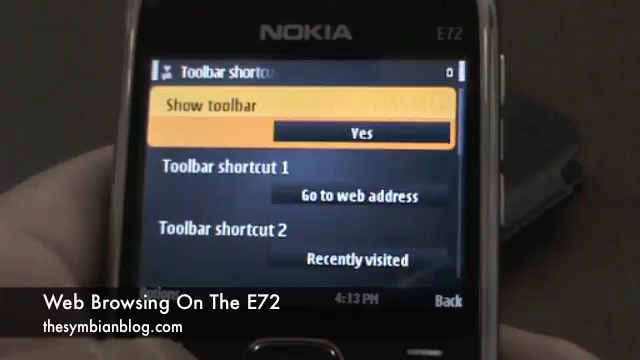 NOKIA E72
Toolbar shortcu
Show toolbar
Yes
Toolbar shortcut 1
Go to web address
Toolbar shortcut 2
Recently visited
Options 4:13 PM Back
Web Browsing On The E72
thesymbianblog.com